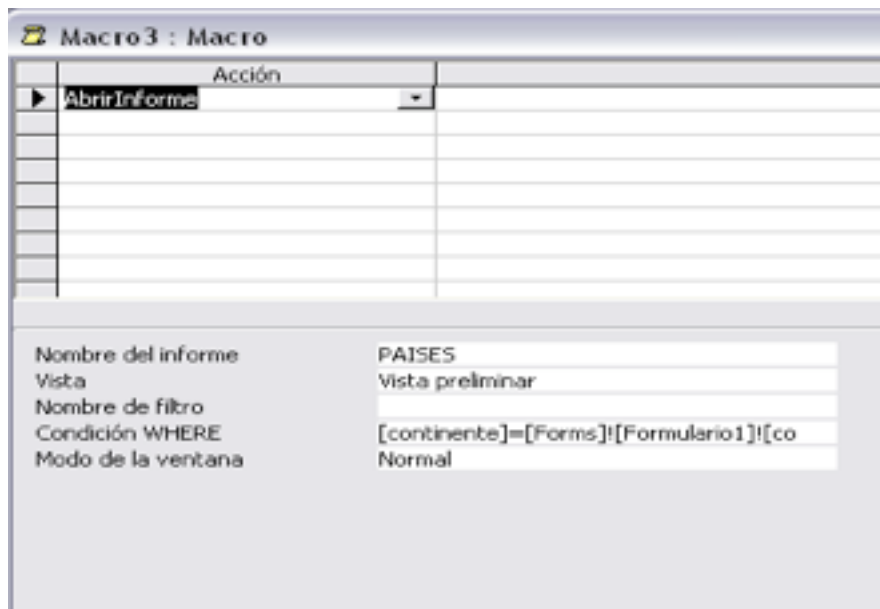 Macro3 : Macro
Acción
AbrirInforme
Nombre del informe PAISES
Vista Vista preliminar
Nombre de filtro
Condición WHERE [continente]=[Forms]![Formulario1]![co
Modo de la ventana Normal